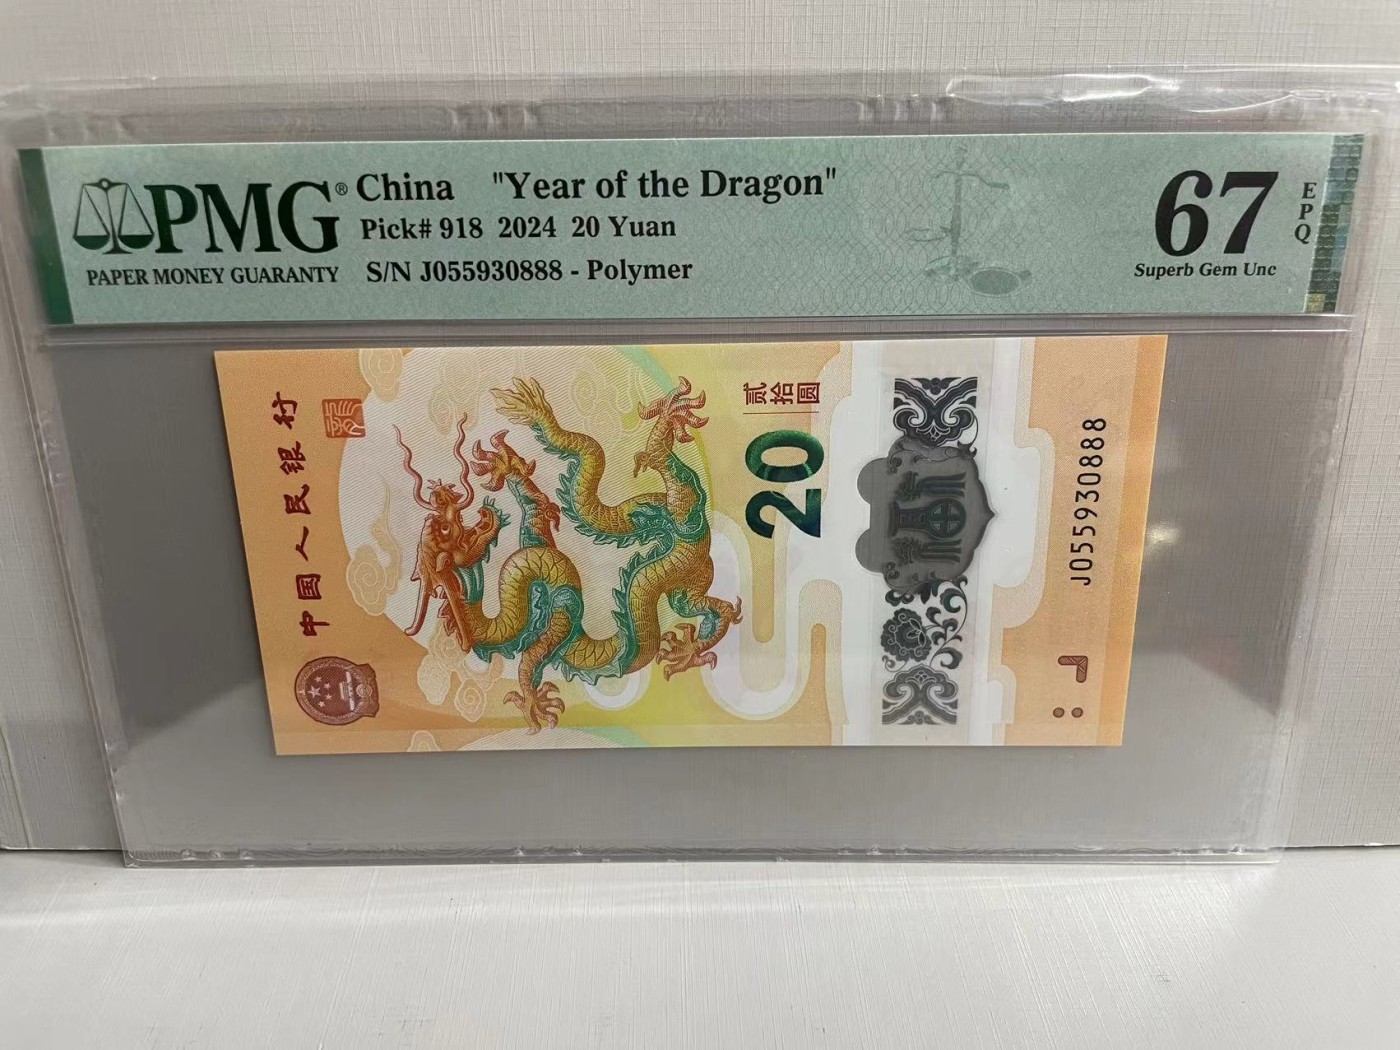 PMG®
PAPER MONEY GUARANTY
China "Year of the Dragon"
Pick# 918 2024 20 Yuan
S/N J055930888 - Polymer
67
EPQ
Superb Gem Unc
中国人民银行
贰拾圆
20
J055930888